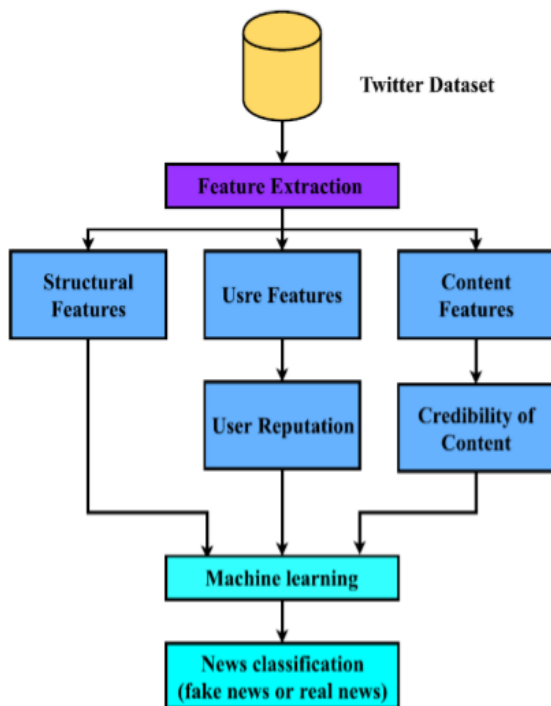 Twitter Dataset
Feature Extraction
Structural
Features
Usre Features
Content
Features
User Reputation
Credibility of
Content
Machine learning
News classification
(fake news or real news)